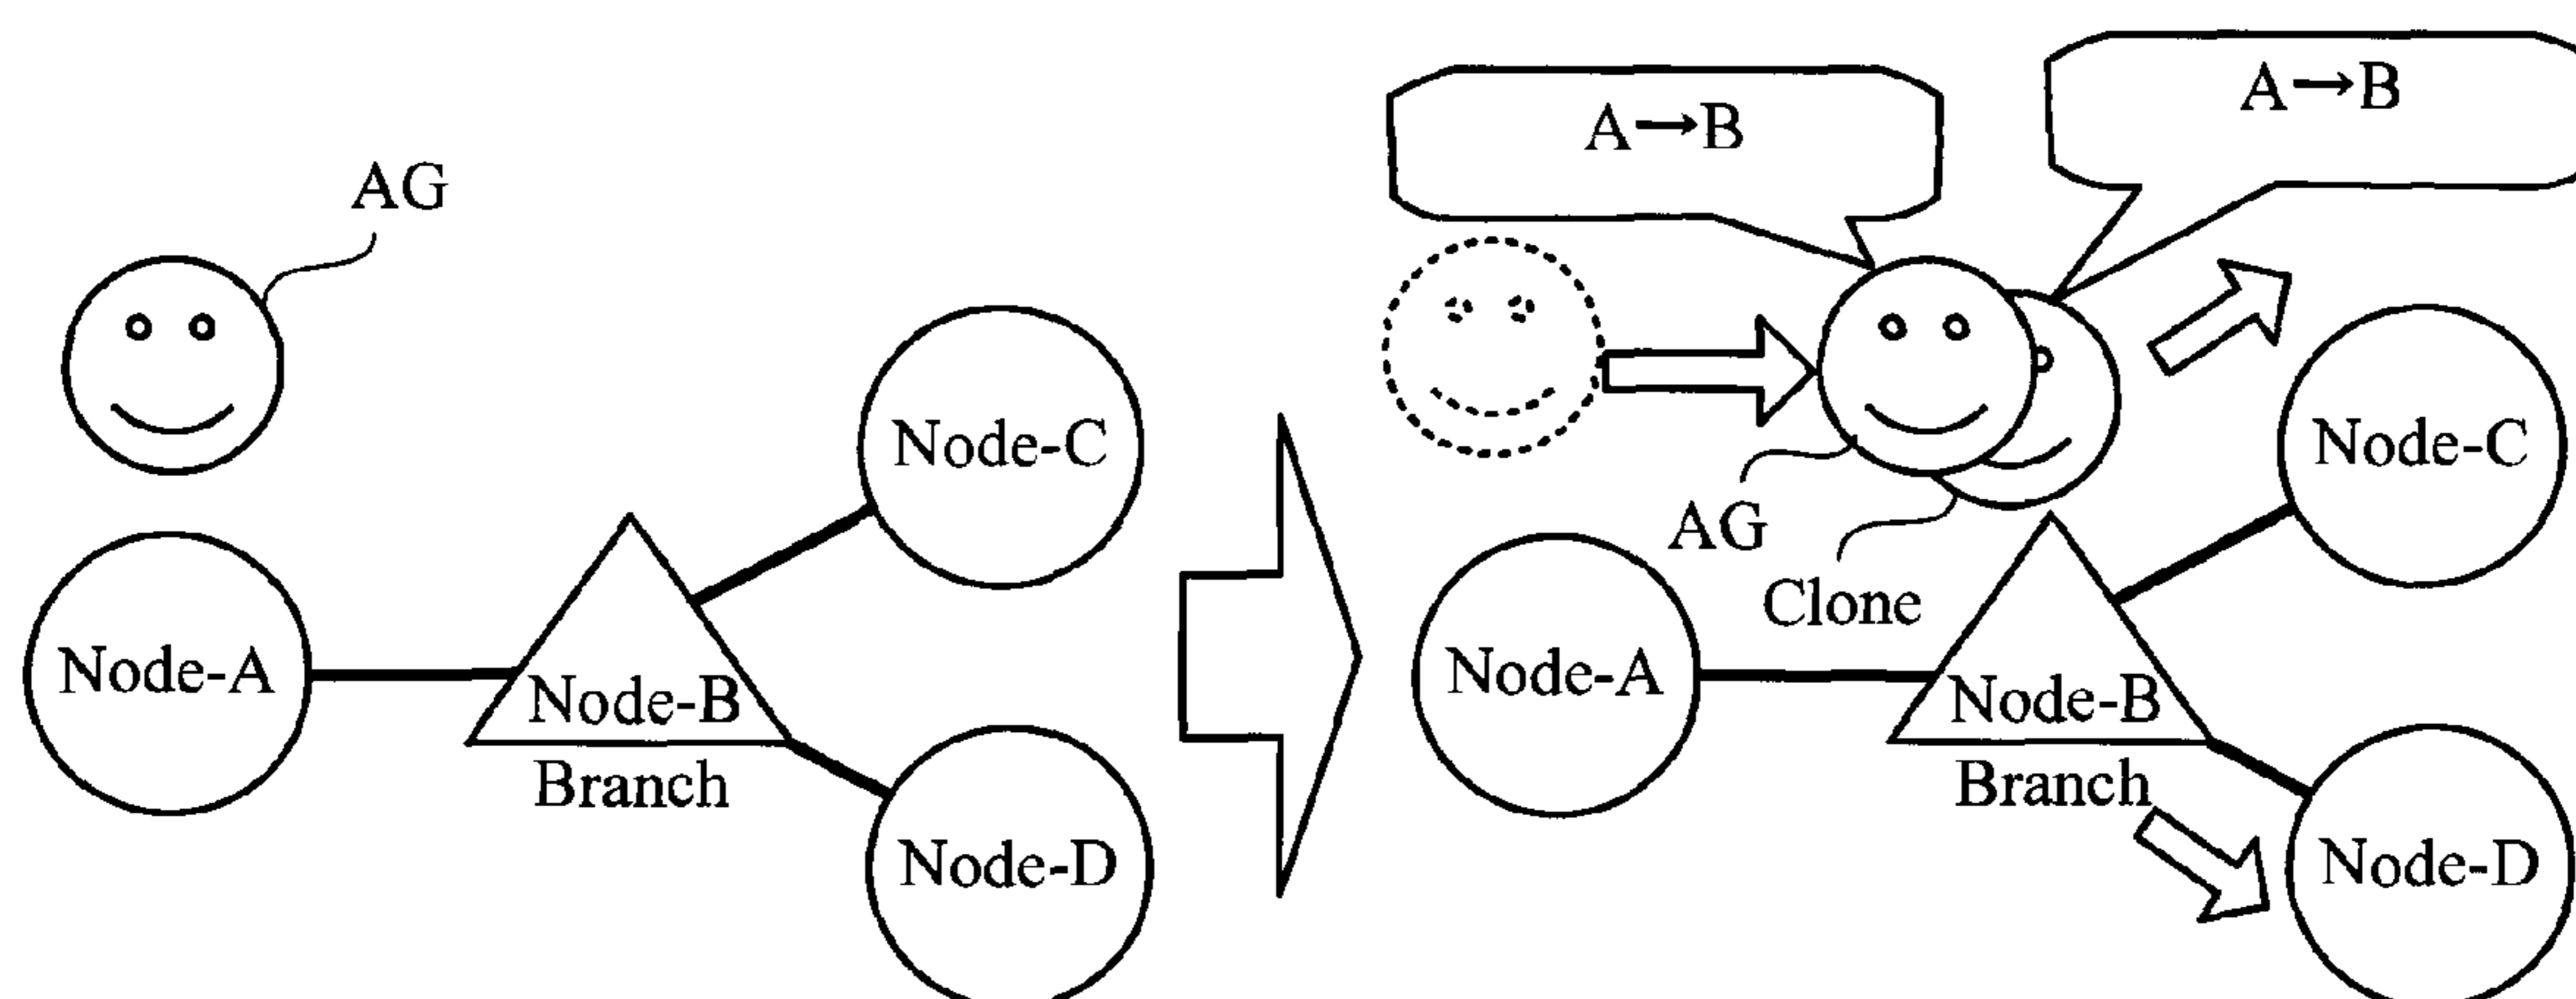 AG
Node-C
Node-A
Node-B
Branch
Node-D
A→B
A→B
AG
Clone
Node-C
Node-A
Node-B
Branch
Node-D